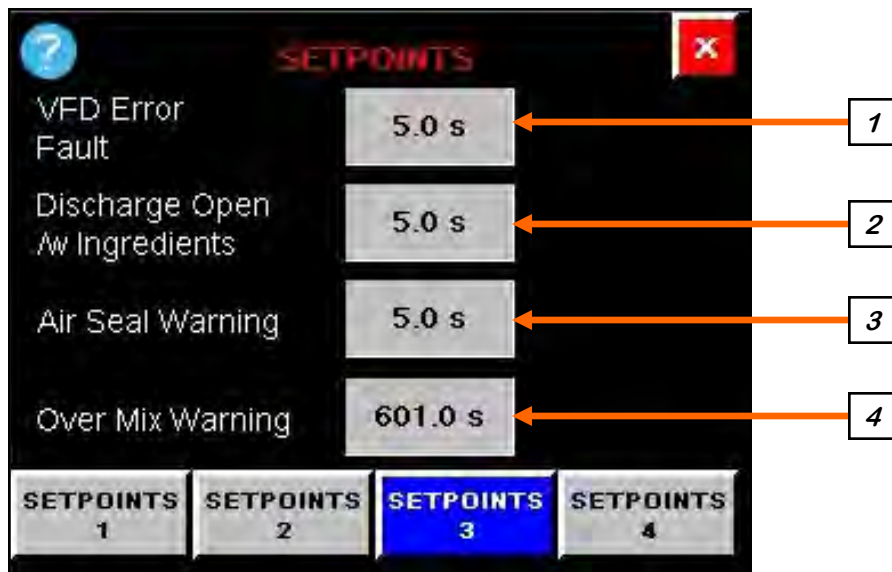 ?
SETPOINTS
X
VFD Error
Fault
5.0 s
1
Discharge Open
/w Ingredients
5.0 s
2
Air Seal Warning
5.0 s
3
Over Mix Warning
601.0 s
4
SETPOINTS
1
SETPOINTS
2
SETPOINTS
3
SETPOINTS
4